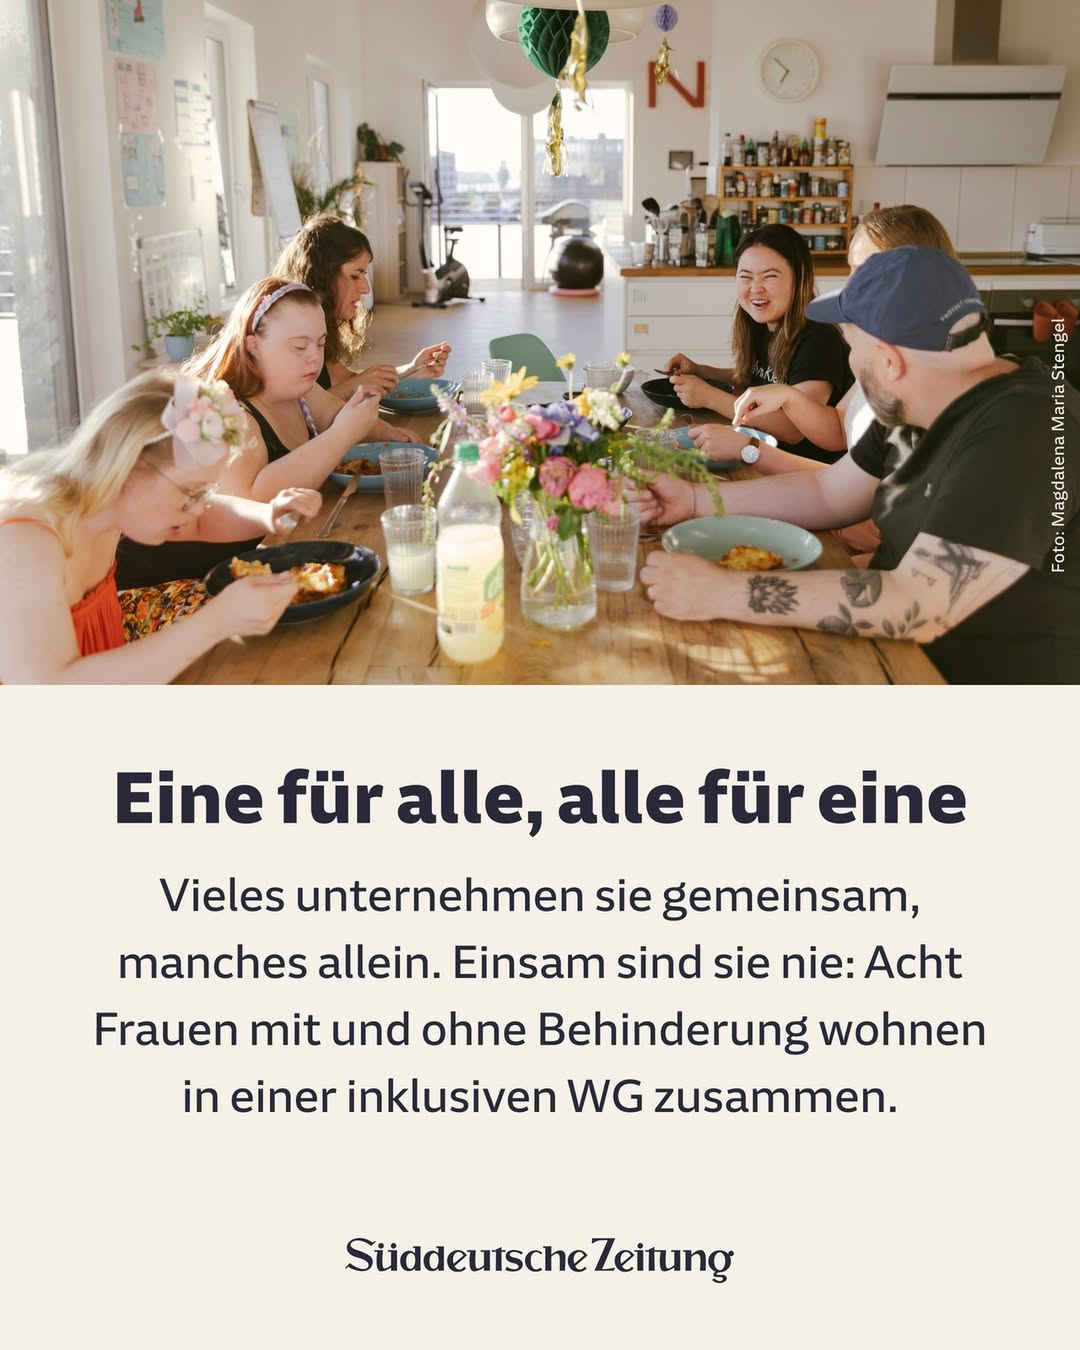 N
Foto: Magdalena Maria Stengel
Eine für alle, alle für eine
Vieles unternehmen sie gemeinsam,
manches allein. Einsam sind sie nie: Acht
Frauen mit und ohne Behinderung wohnen
in einer inklusiven WG zusammen.
Süddeutsche Zeitung